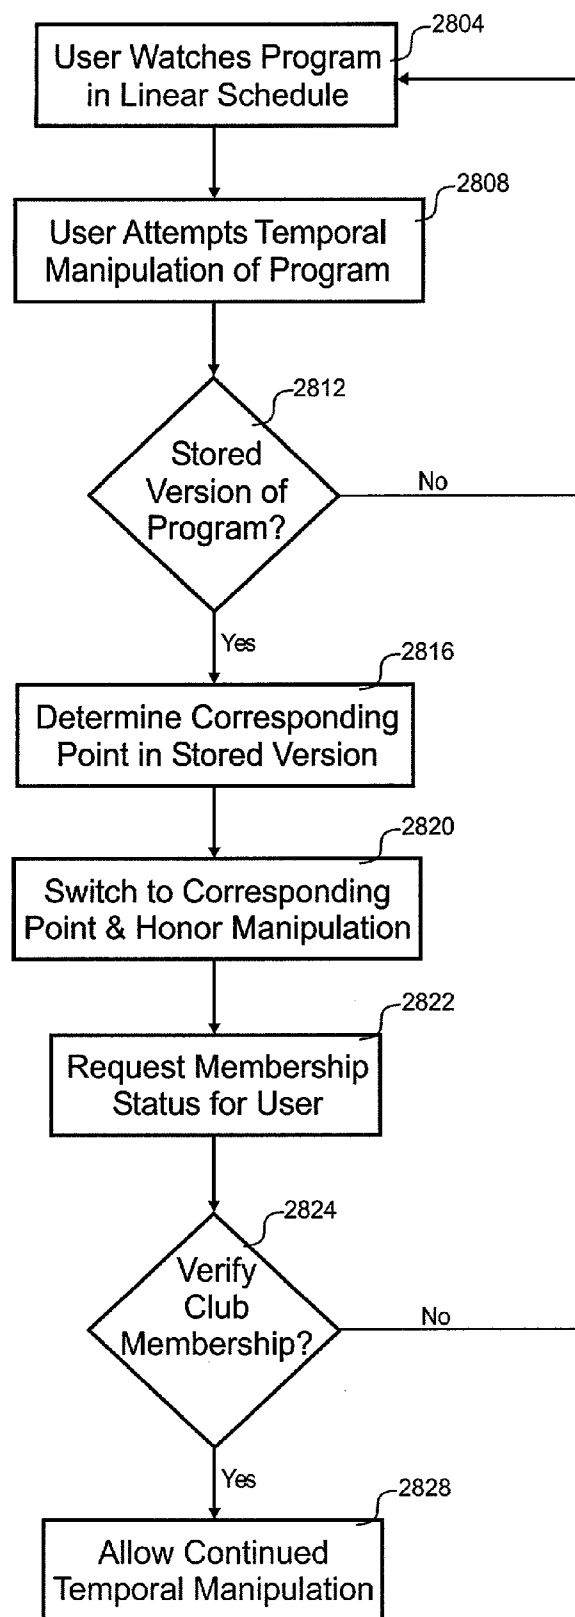 2804
User Watches Program
in Linear Schedule
2808
User Attempts Temporal
Manipulation of Program
2812
Stored
Version of
Program?
No
Yes
2816
Determine Corresponding
Point in Stored Version
2820
Switch to Corresponding
Point & Honor Manipulation
2822
Request Membership
Status for User
2824
Verify
Club
Membership?
No
Yes
2828
Allow Continued
Temporal Manipulation